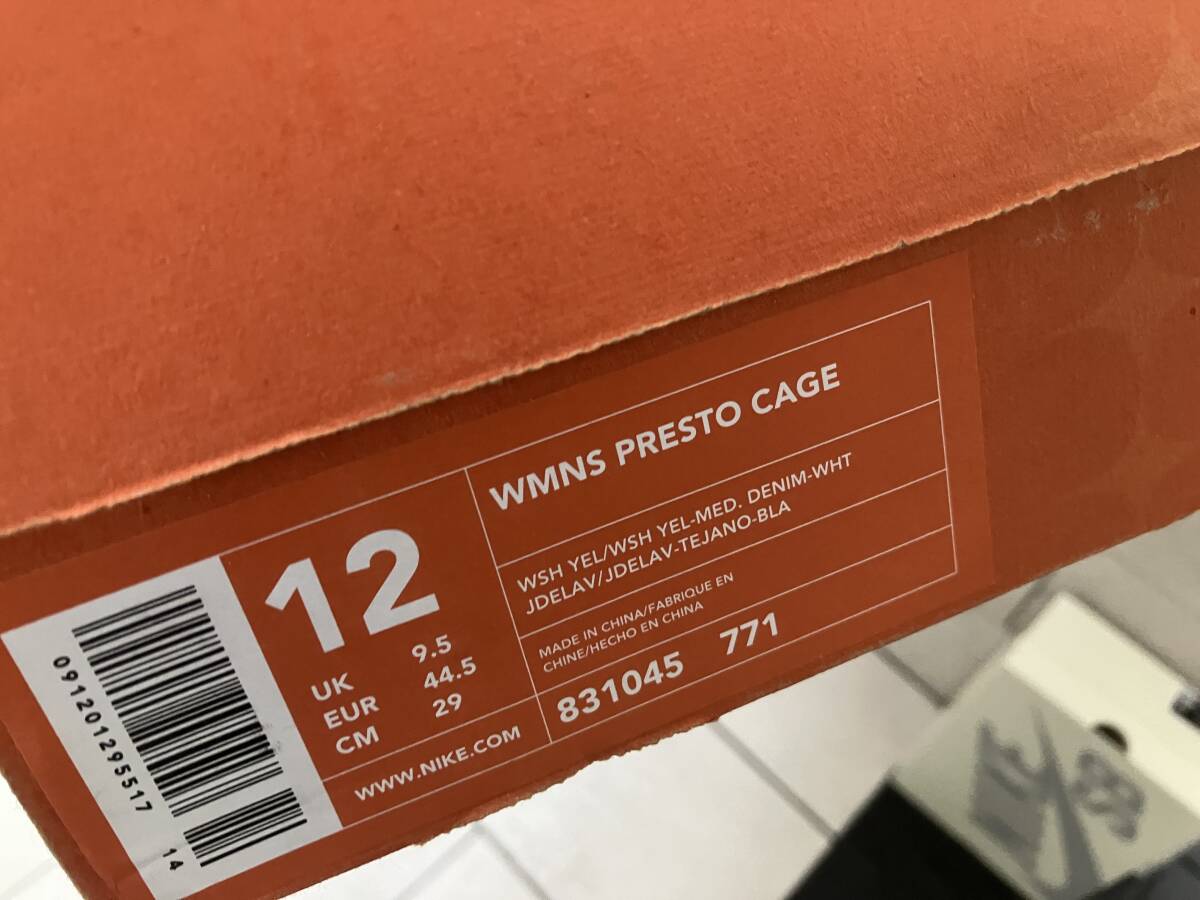 WMNS PRESTO CAGE
WSH YEL/WSH YEL-MED. DENIM-WHT
JDELAV/JDELAV-TEJANO-BLA
MADE IN CHINA/FABRIQUE EN
CHINE/HECHO EN CHINA
831045 771
12
UK 9.5
EUR 44.5
CM 29
WWW.NIKE.COM
091201295517
14
NIKE SB